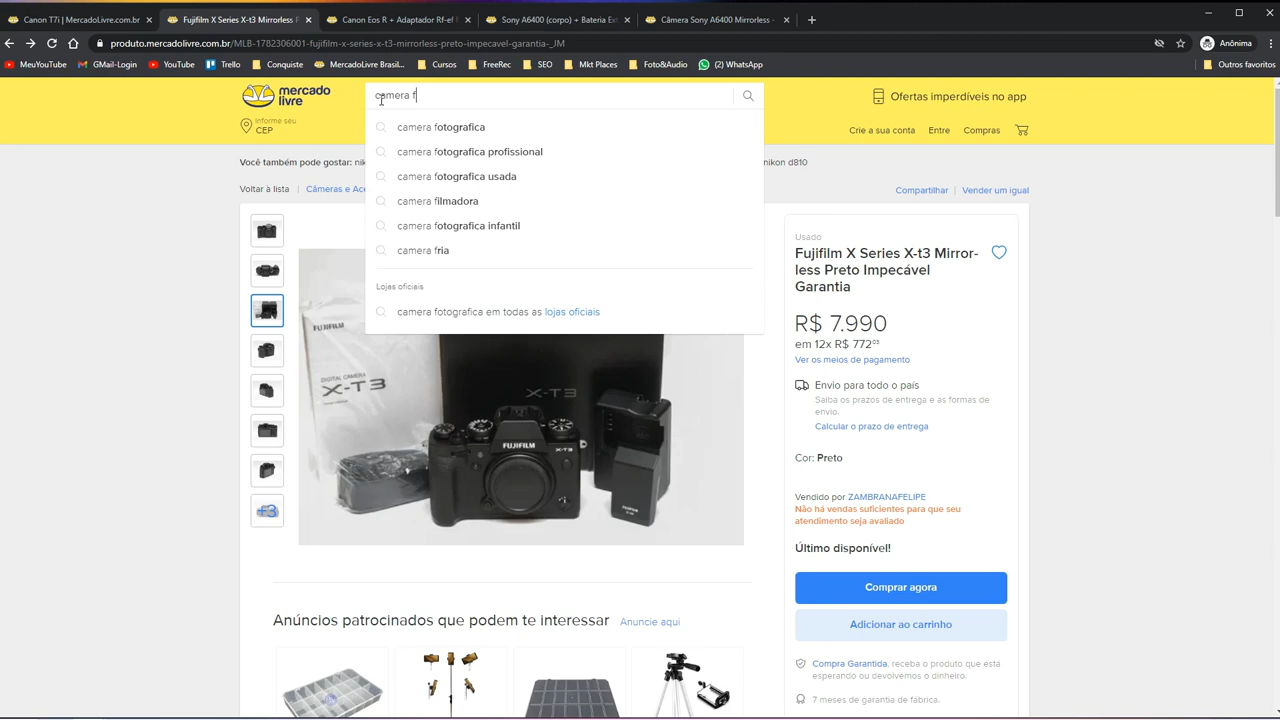 Canon T7i | MercadoLivre.com.br
Fujifilm X Series X-t3 Mirrorless P
Canon Eos R + Adaptador Rf-ef
Sony A6400 (corpo) + Bateria Ext
Câmera Sony A6400 Mirrorless -
produto.mercadolivre.com.br/MLB-1782306001-fujifilm-x-series-x-t3-mirrorless-preto-impecavel-garantia-_JM
Anônima
MeuYouTube
GMail-Login
YouTube
Trello
Conquiste
MercadoLivre Brasil...
Cursos
FreeRec
SEO
Mkt Places
Foto&Audio
(2) WhatsApp
Outros favoritos
mercado
livre
camera f
Ofertas imperdíveis no app
Informe seu
CEP
Crie a sua conta
Entre
Compras
camera fotografica
camera fotografica profissional
camera fotografica usada
camera filmadora
camera fotografica infantil
camera fria
Lojas oficiais
camera fotografica em todas as lojas oficiais
Você também pode gostar: nik
nikon d810
Voltar à lista
Câmeras e Ace
Compartilhar
Vender um igual
Usado
Fujifilm X Series X-t3 Mirror-
less Preto Impecável
Garantia
R$ 7.990
em 12x R$ 772⁰³
Ver os meios de pagamento
Envio para todo o país
Saiba os prazos de entrega e as formas de
envio.
Calcular o prazo de entrega
Cor: Preto
Vendido por ZAMBRANAFELIPE
Não há vendas suficientes para que seu
atendimento seja avaliado
Último disponível!
Comprar agora
Adicionar ao carrinho
Compra Garantida, receba o produto que está
esperando ou devolvemos o dinheiro.
7 meses de garantia de fábrica.
+3
FUJIFILM
DIGITAL CAMERA
X-T3
X-T3
FUJIFILM
X-T3
Anúncios patrocinados que podem te interessar
Anuncie aqui